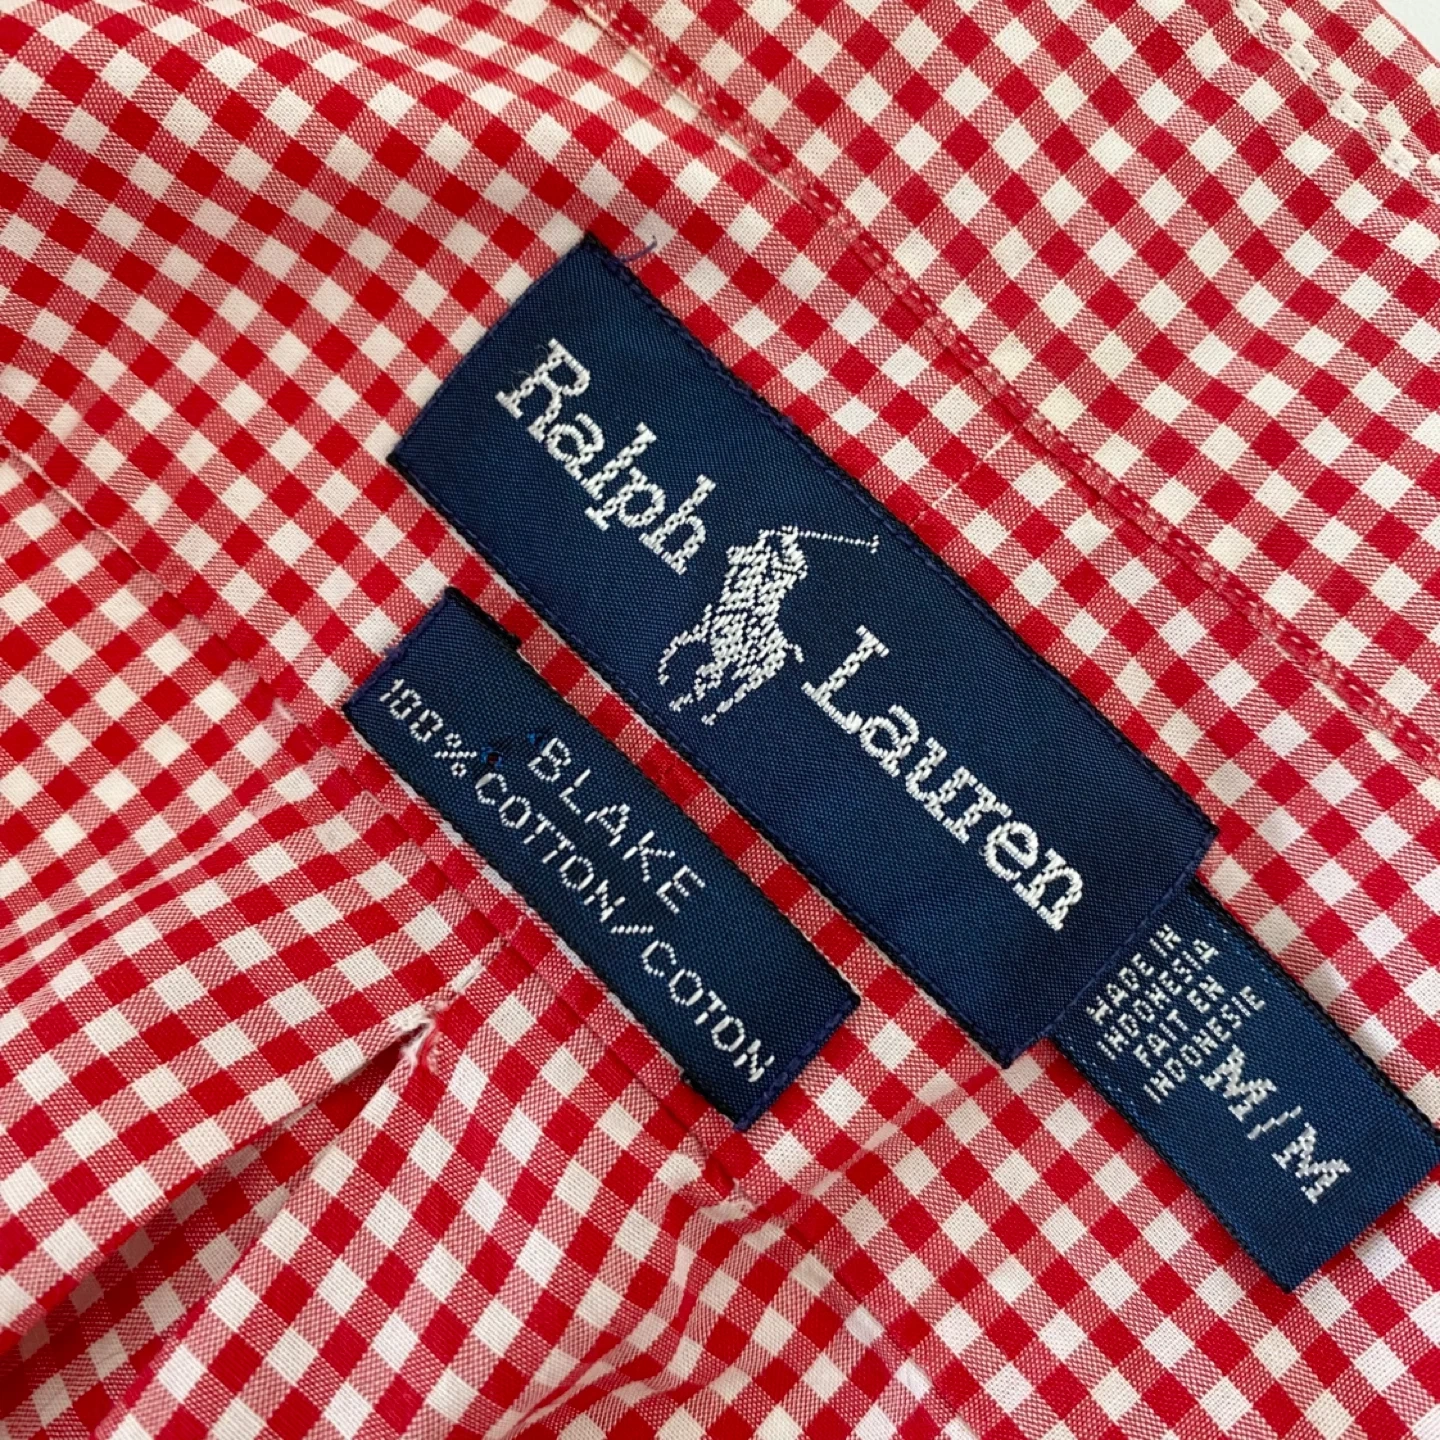 Ralph Lauren
BLAKE
100% COTTON/COTON
MADE IN
INDONESIA
FAIT EN
INDONESIE
M/M